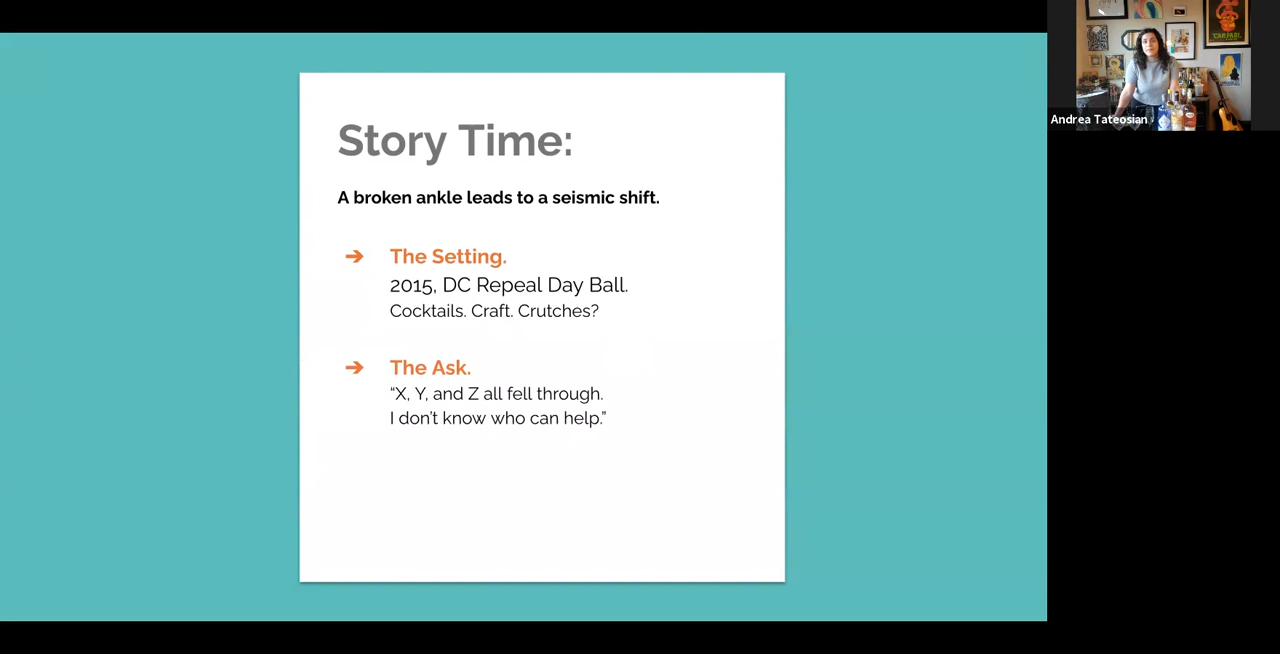 Story Time:
A broken ankle leads to a seismic shift.
➔ The Setting.
2015, DC Repeal Day Ball.
Cocktails. Craft. Crutches?
➔ The Ask.
“X, Y, and Z all fell through.
I don’t know who can help.”
CAMPARI
Andrea Tateosian